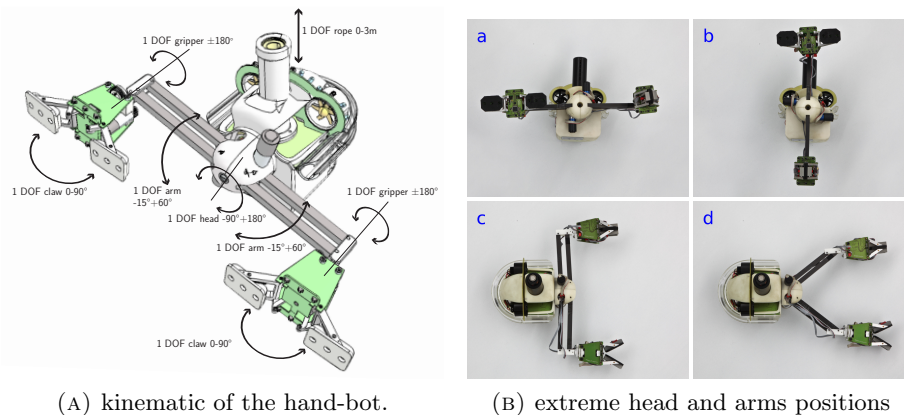 1 DOF gripper ±180°
1 DOF rope 0-3m
1 DOF claw 0-90°
1 DOF arm
-15°+60°
1 DOF gripper ±180°
1 DOF head -90°+180°
1 DOF arm -15°+60°
1 DOF claw 0-90°
(A) kinematic of the hand-bot.
a
b
c
d
(B) extreme head and arms positions